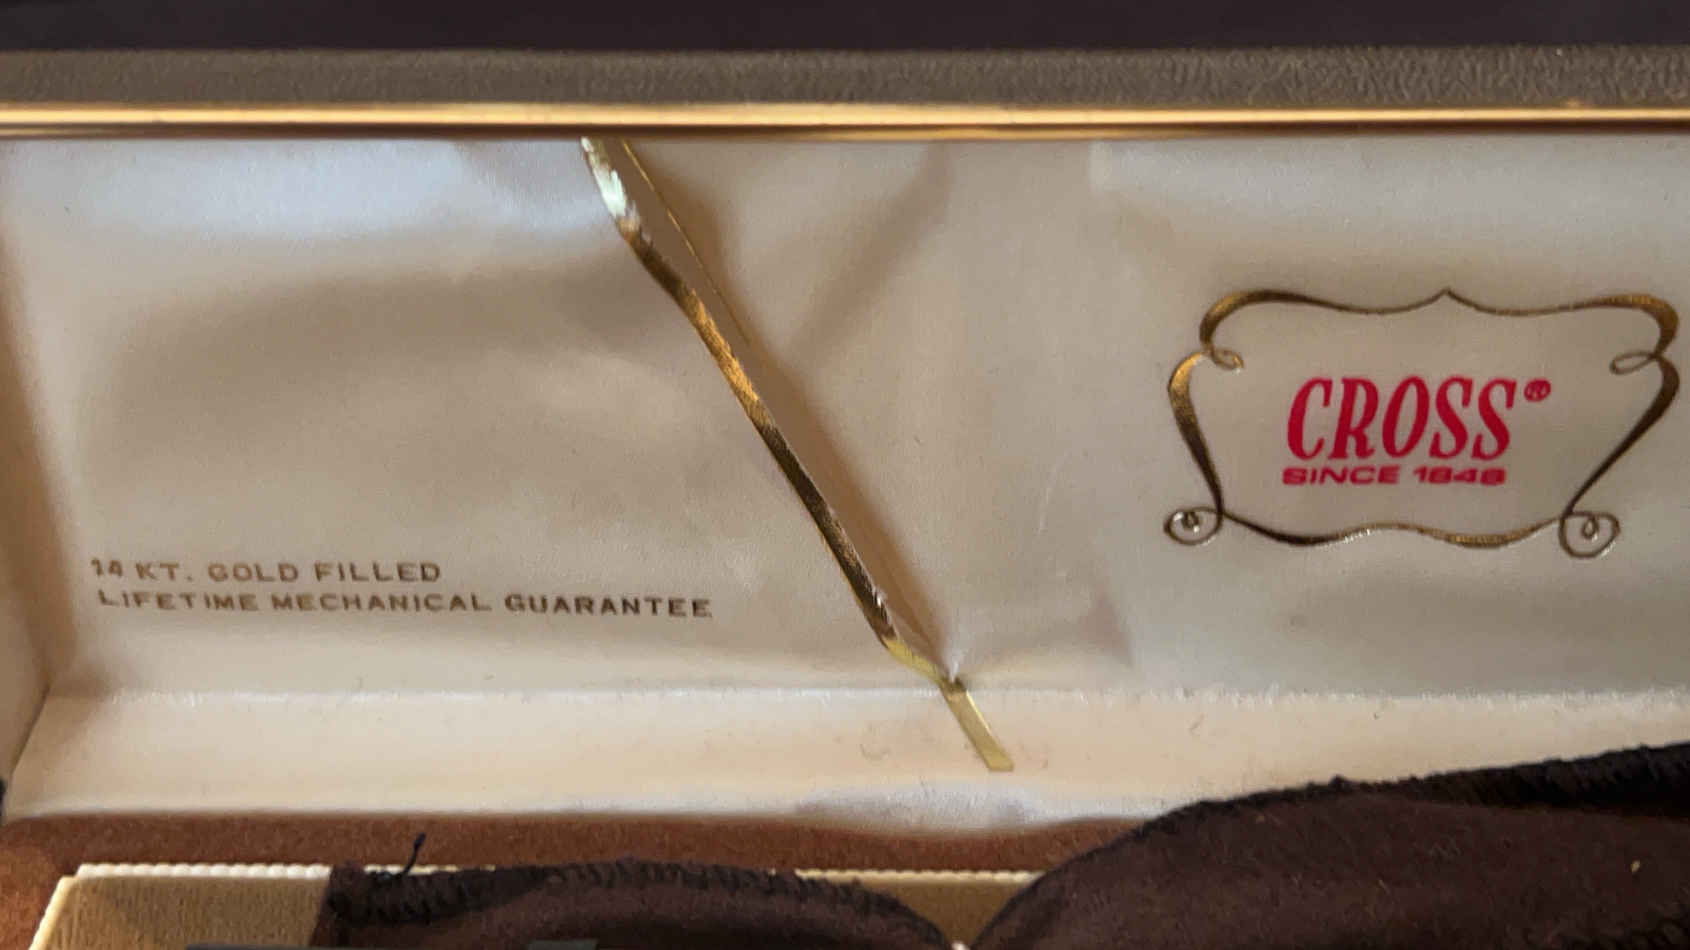 14 KT. GOLD FILLED
LIFETIME MECHANICAL GUARANTEE
CROSS®
SINCE 1846